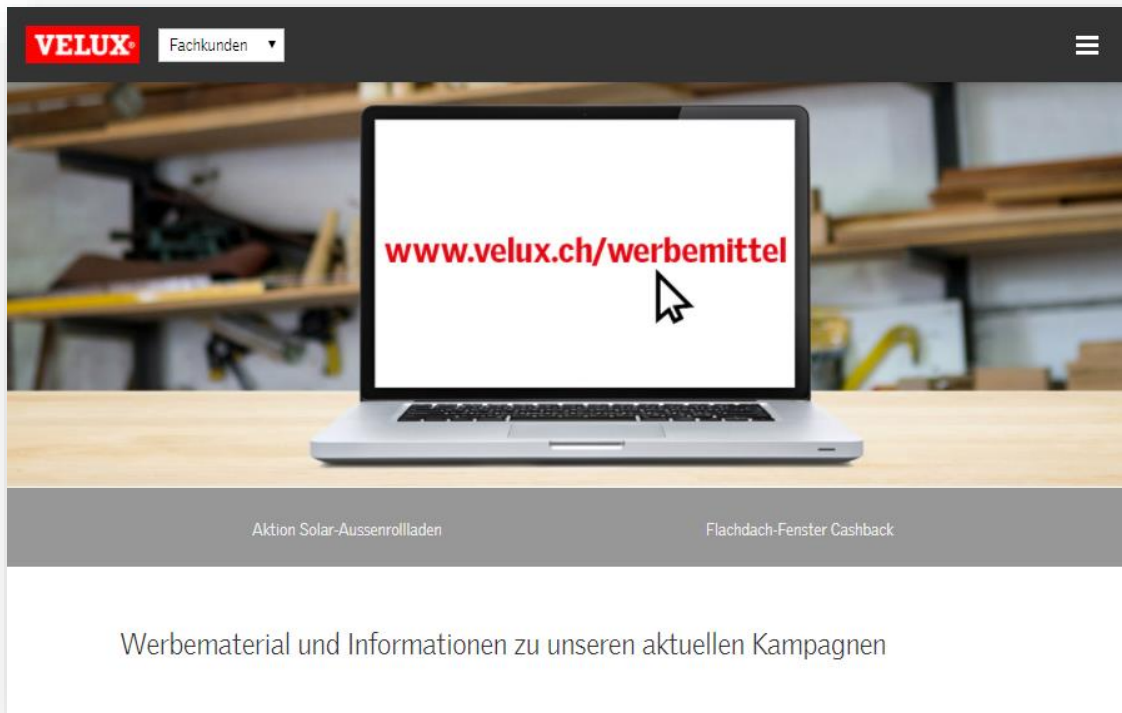 VELUX®
Fachkunden
www.velux.ch/werbemittel
Aktion Solar-Aussenrollladen
Flachdach-Fenster Cashback
Werbematerial und Informationen zu unseren aktuellen Kampagnen